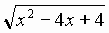 √(x² − 4x + 4)